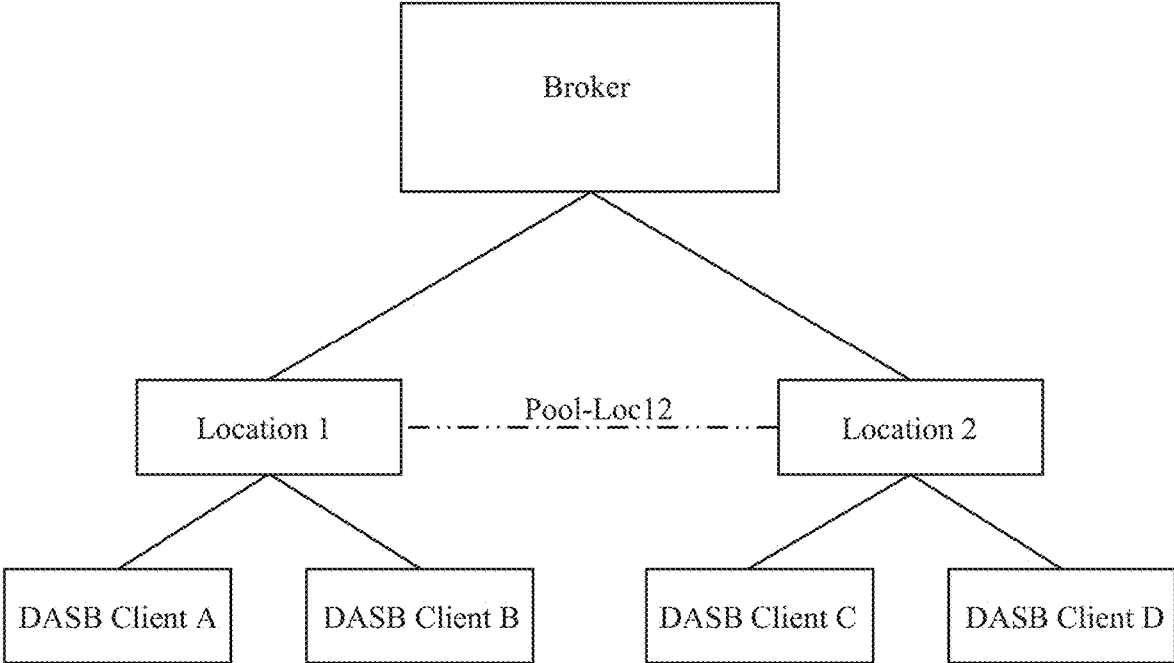 Broker
Pool-Loc12
Location 1
Location 2
DASB Client A
DASB Client B
DASB Client C
DASB Client D